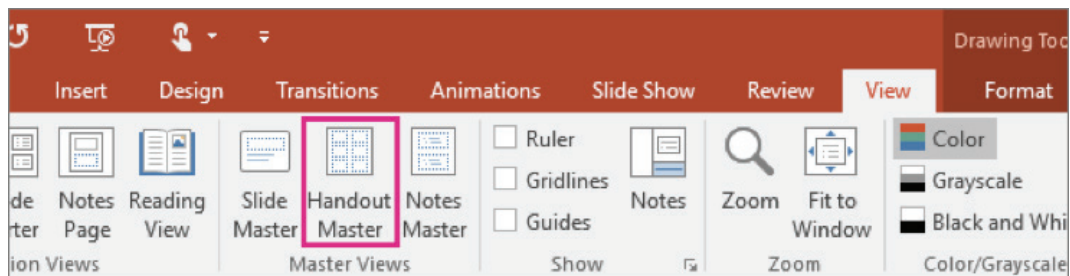 Drawing Too
Insert Design Transitions Animations Slide Show Review View Format
Ruler Color
Gridlines Grayscale
de Notes Reading Slide Handout Notes Notes Zoom Fit to
rter Page View Master Master Master Guides Window Black and Whi
ion Views Master Views Show Zoom Color/Grayscale